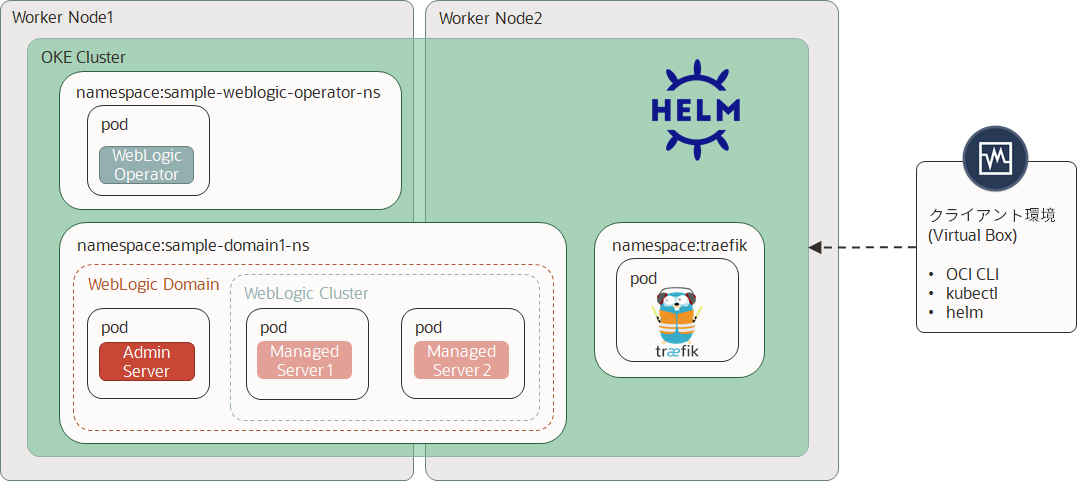 Worker Node1
Worker Node2
OKE Cluster
namespace:sample-weblogic-operator-ns
pod
WebLogic
Operator
HELM
namespace:sample-domain1-ns
WebLogic Domain
WebLogic Cluster
pod
Admin
Server
pod
Managed
Server 1
pod
Managed
Server 2
namespace:traefik
pod
træfik
クライアント環境
(Virtual Box)
• OCI CLI
• kubectl
• helm